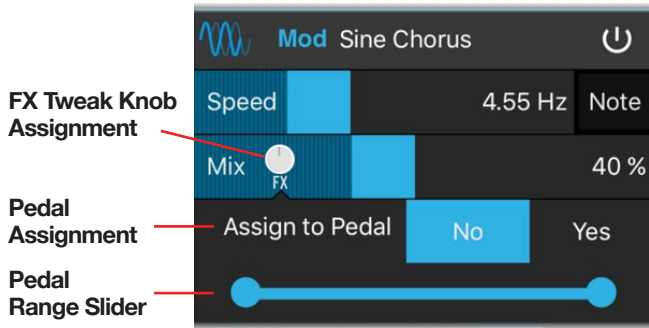 Mod Sine Chorus
Speed 4.55 Hz Note
FX Tweak Knob
Assignment
Mix FX 40 %
Pedal
Assignment
Assign to Pedal No Yes
Pedal
Range Slider